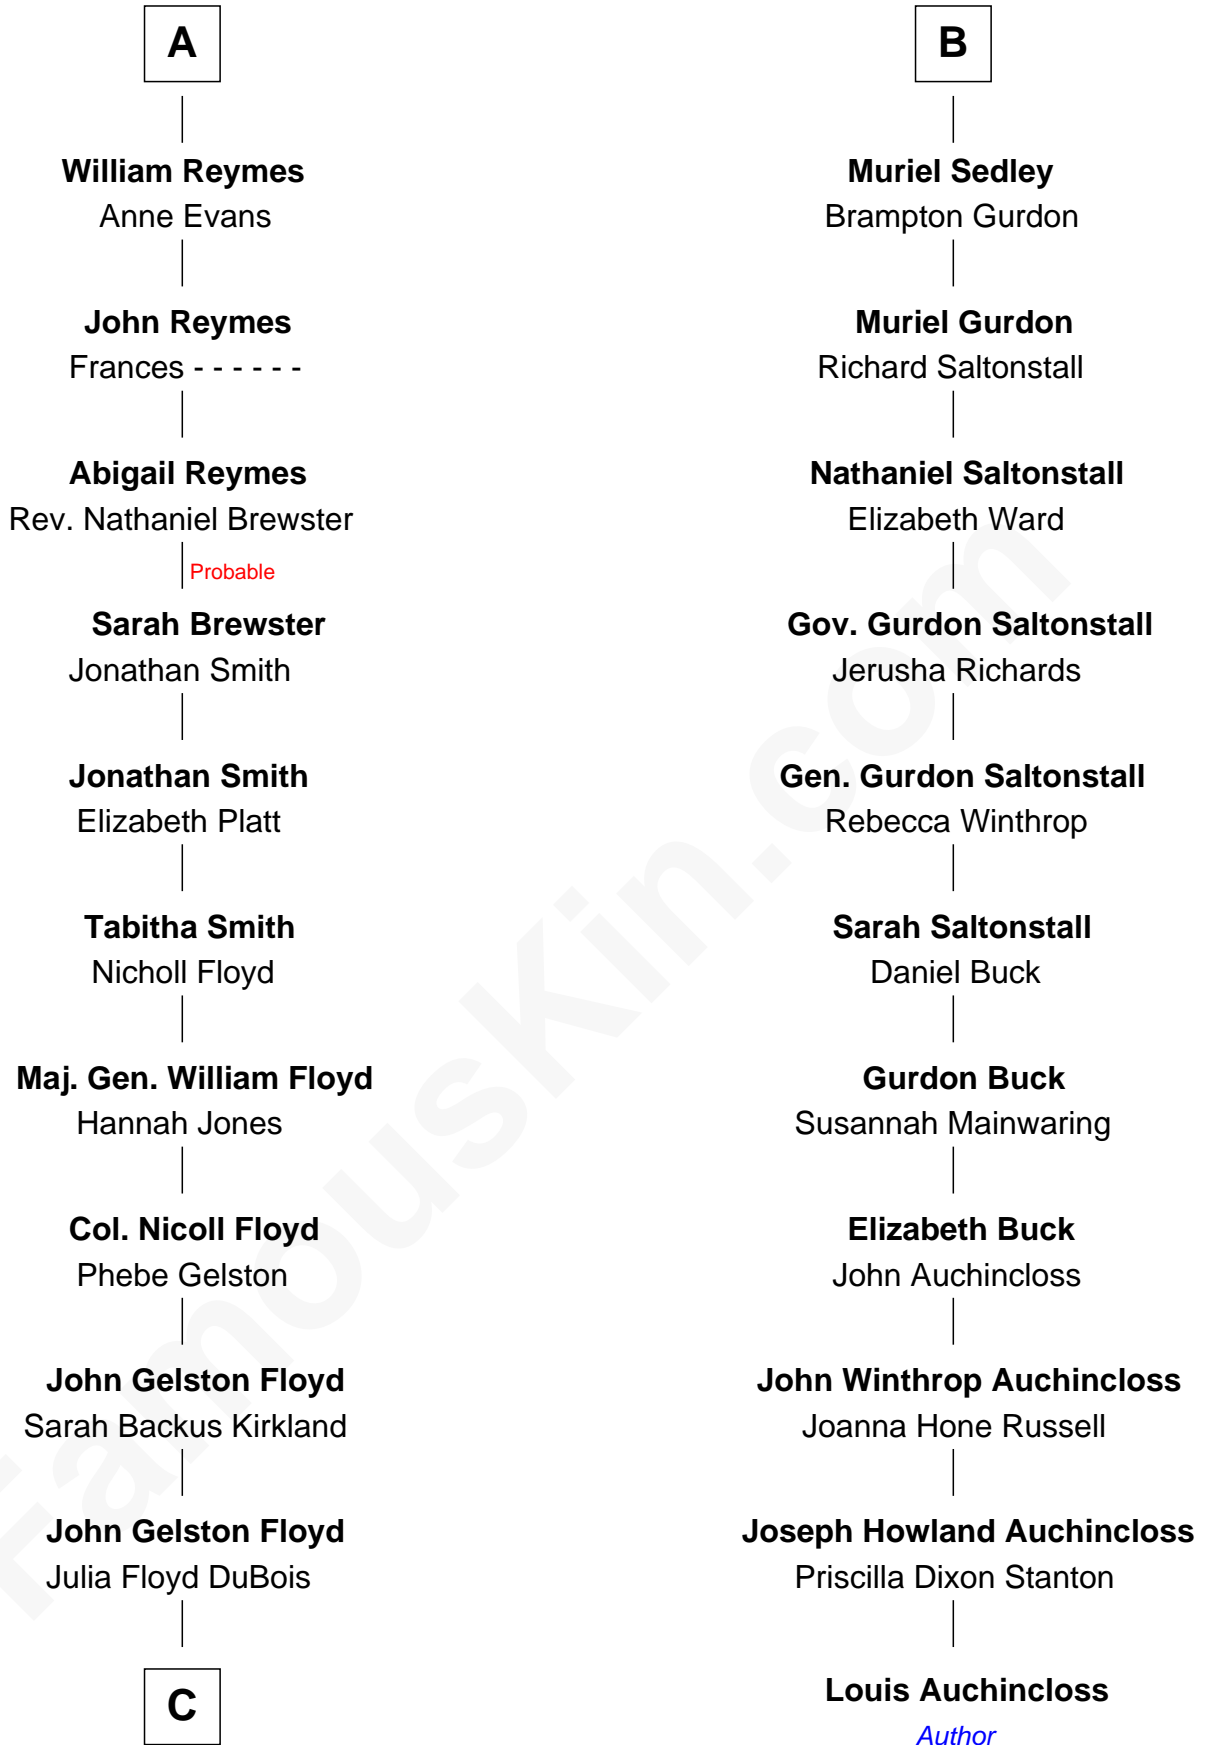 A
William Reymes
Anne Evans
John Reymes
Frances - - - - - -
Abigail Reymes
Rev. Nathaniel Brewster
Probable
Sarah Brewster
Jonathan Smith
Jonathan Smith
Elizabeth Platt
Tabitha Smith
Nicholl Floyd
Maj. Gen. William Floyd
Hannah Jones
Col. Nicoll Floyd
Phebe Gelston
John Gelston Floyd
Sarah Backus Kirkland
John Gelston Floyd
Julia Floyd DuBois
C
B
Muriel Sedley
Brampton Gurdon
Muriel Gurdon
Richard Saltonstall
Nathaniel Saltonstall
Elizabeth Ward
Gov. Gurdon Saltonstall
Jerusha Richards
Gen. Gurdon Saltonstall
Rebecca Winthrop
Sarah Saltonstall
Daniel Buck
Gurdon Buck
Susannah Mainwaring
Elizabeth Buck
John Auchincloss
John Winthrop Auchincloss
Joanna Hone Russell
Joseph Howland Auchincloss
Priscilla Dixon Stanton
Louis Auchincloss
Author
FamousKin.com